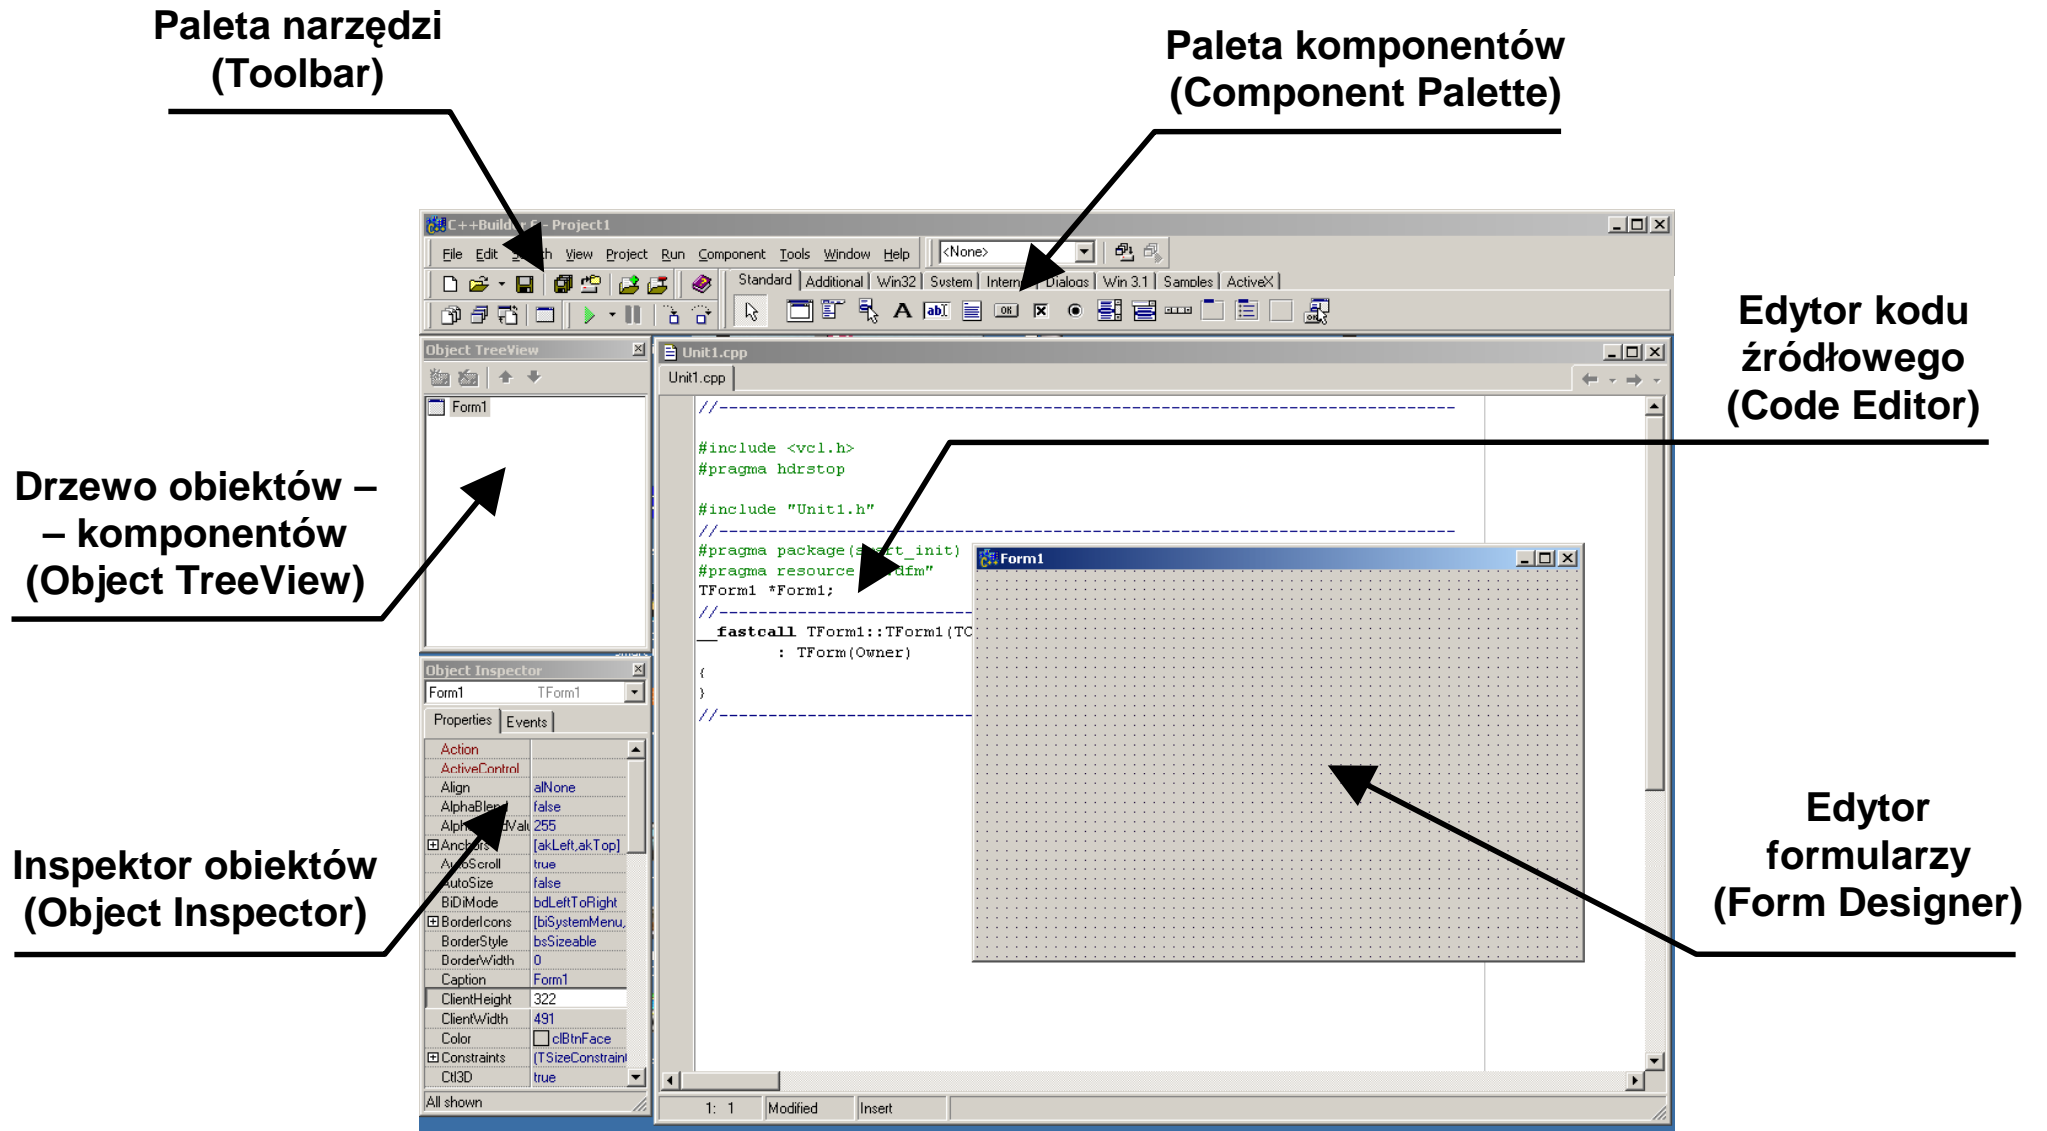 Paleta narzędzi
(Toolbar)
Paleta komponentów
(Component Palette)
C++Builder 6 - Project1
File Edit Search View Project Run Component Tools Window Help
<None>
Standard Additional Win32 System Dialogs Win 3.1 Samples ActiveX
Edytor kodu
źródłowego
(Code Editor)
Object TreeView
Form1
Unit1.cpp
Unit1.cpp
//---------------------------------------------------------------------------
#include <vcl.h>
#pragma hdrstop
#include "Unit1.h"
//---------------------------------------------------------------------------
#pragma package(smart_init)
#pragma resource "*.dfm"
TForm1 *Form1;
//---------------------------
__fastcall TForm1::TForm1(TC
: TForm(Owner)
{
}
//---------------------------
Form1
Drzewo obiektów –
– komponentów
(Object TreeView)
Object Inspector
Form1 TForm1
Properties Events
Action
ActiveControl
Align alNone
AlphaBlend false
AlphaBlendValu 255
Anchors [akLeft,akTop]
AutoScroll true
AutoSize false
BiDiMode bdLeftToRight
BorderIcons [biSystemMenu,
BorderStyle bsSizeable
BorderWidth 0
Caption Form1
ClientHeight 322
ClientWidth 491
Color clBtnFace
Constraints (TSizeConstraint
Ctl3D true
All shown
1: 1 Modified Insert
Inspektor obiektów
(Object Inspector)
Edytor
formularzy
(Form Designer)